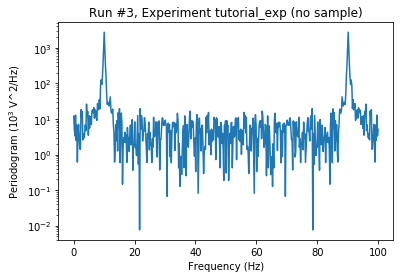 Run #3, Experiment tutorial_exp (no sample)
Periodogram (10³ V^2/Hz)
10³
10²
10¹
10⁰
10⁻¹
10⁻²
0 20 40 60 80 100
Frequency (Hz)